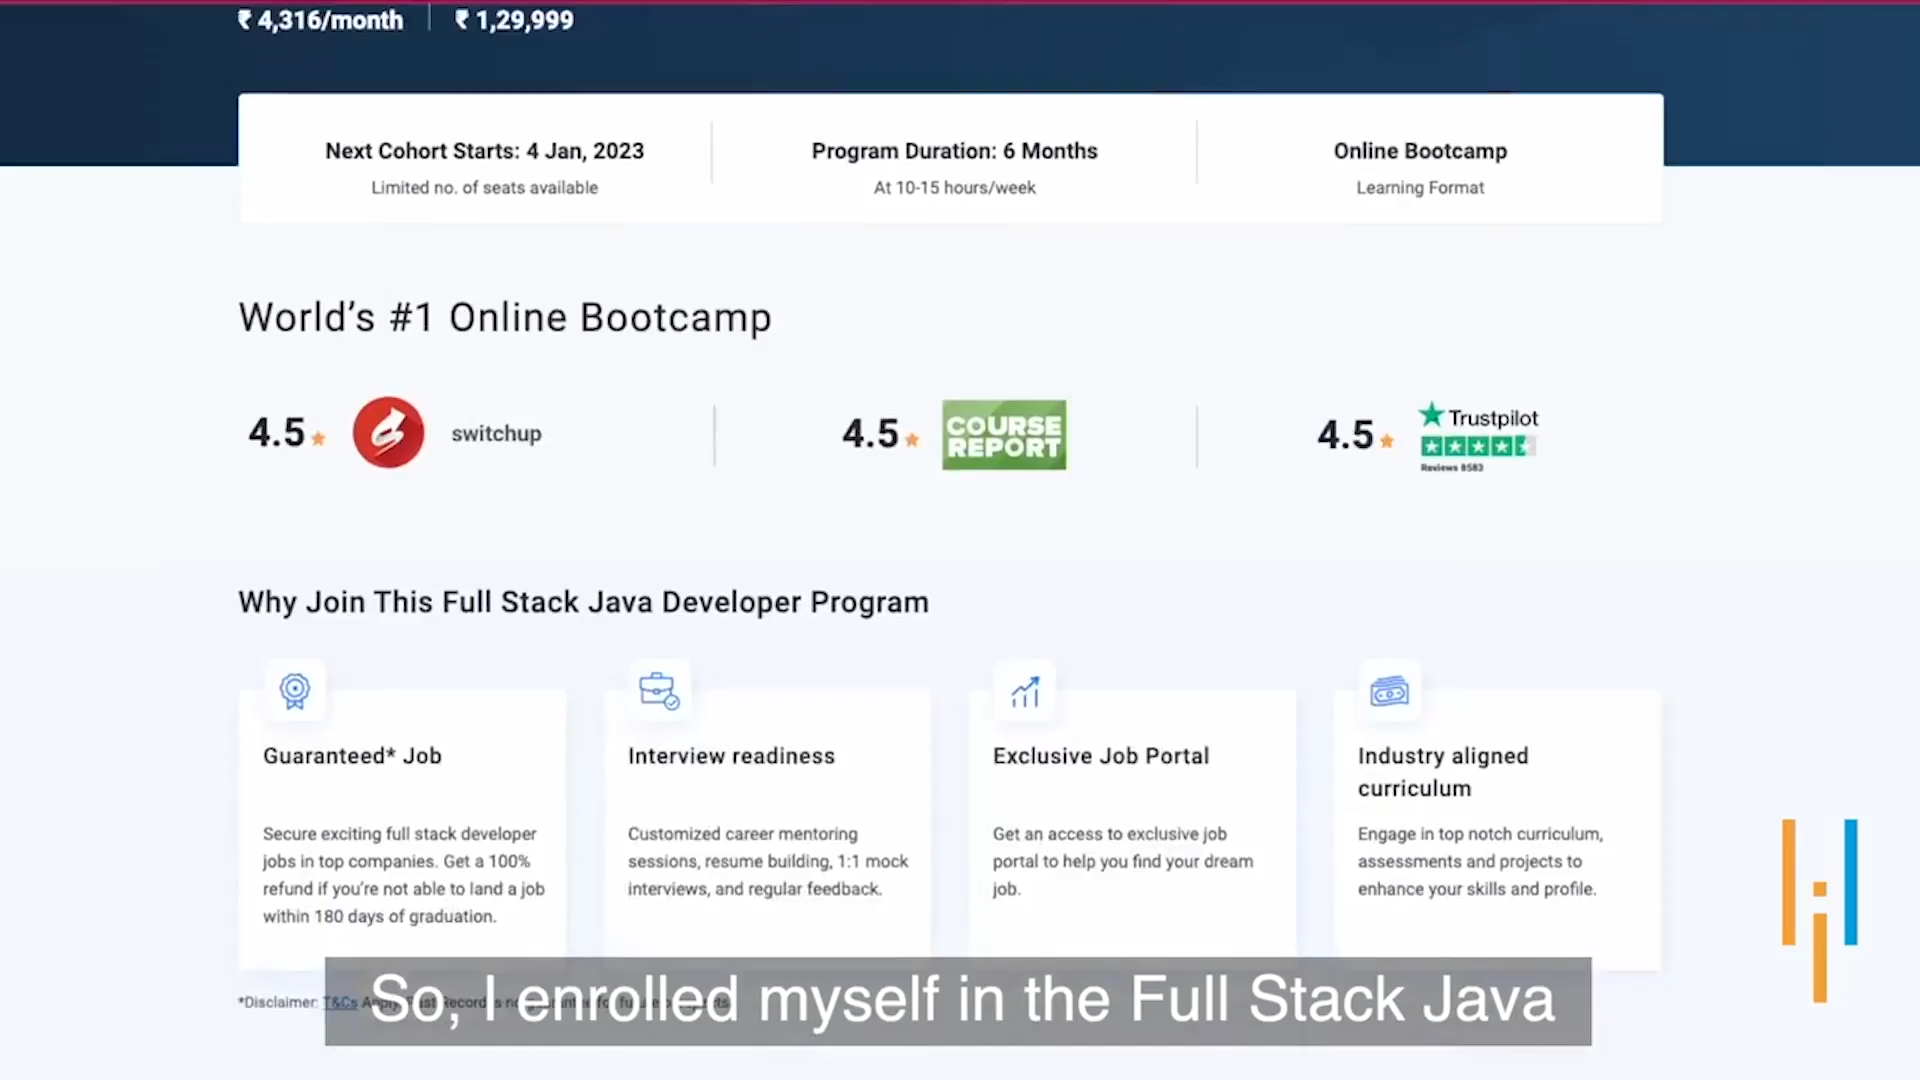 ₹ 4,316/month ₹ 1,29,999
Next Cohort Starts: 4 Jan, 2023
Limited no. of seats available
Program Duration: 6 Months
At 10-15 hours/week
Online Bootcamp
Learning Format
World's #1 Online Bootcamp
4.5 switchup
4.5 COURSE
REPORT
4.5 Trustpilot
Reviews 8583
Why Join This Full Stack Java Developer Program
Guaranteed* Job
Secure exciting full stack developer
jobs in top companies. Get a 100%
refund if you're not able to land a job
within 180 days of graduation.
Interview readiness
Customized career mentoring
sessions, resume building, 1:1 mock
interviews, and regular feedback.
Exclusive Job Portal
Get an access to exclusive job
portal to help you find your dream
job.
Industry aligned
curriculum
Engage in top notch curriculum,
assessments and projects to
enhance your skills and profile.
*Disclaimer: T&Cs
So, I enrolled myself in the Full Stack Java